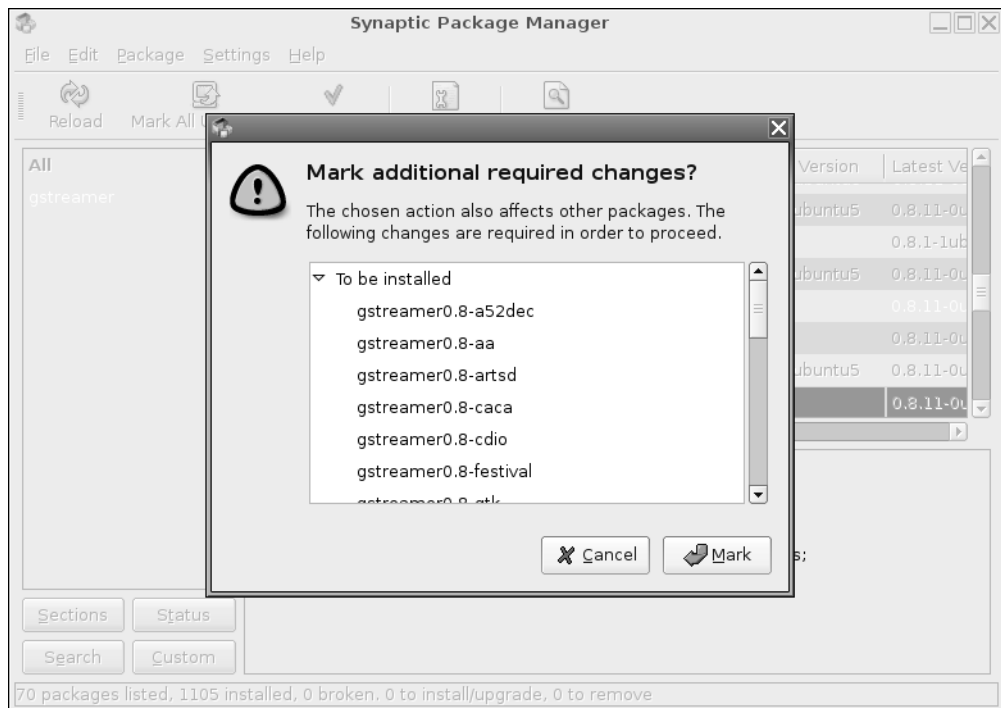 Synaptic Package Manager
File Edit Package Settings Help
Reload Mark All
All
gstreamer
Version Latest Ve
ubuntu5 0.8.11-0u
0.8.1-1ub
ubuntu5 0.8.11-0u
0.8.11-0u
0.8.11-0u
ubuntu5 0.8.11-0u
0.8.11-0u
Mark additional required changes?
The chosen action also affects other packages. The
following changes are required in order to proceed.
To be installed
gstreamer0.8-a52dec
gstreamer0.8-aa
gstreamer0.8-artsd
gstreamer0.8-caca
gstreamer0.8-cdio
gstreamer0.8-festival
gstreamer0.8-gtk
Cancel Mark
s;
Sections Status
Search Custom
70 packages listed, 1105 installed, 0 broken, 0 to install/upgrade, 0 to remove